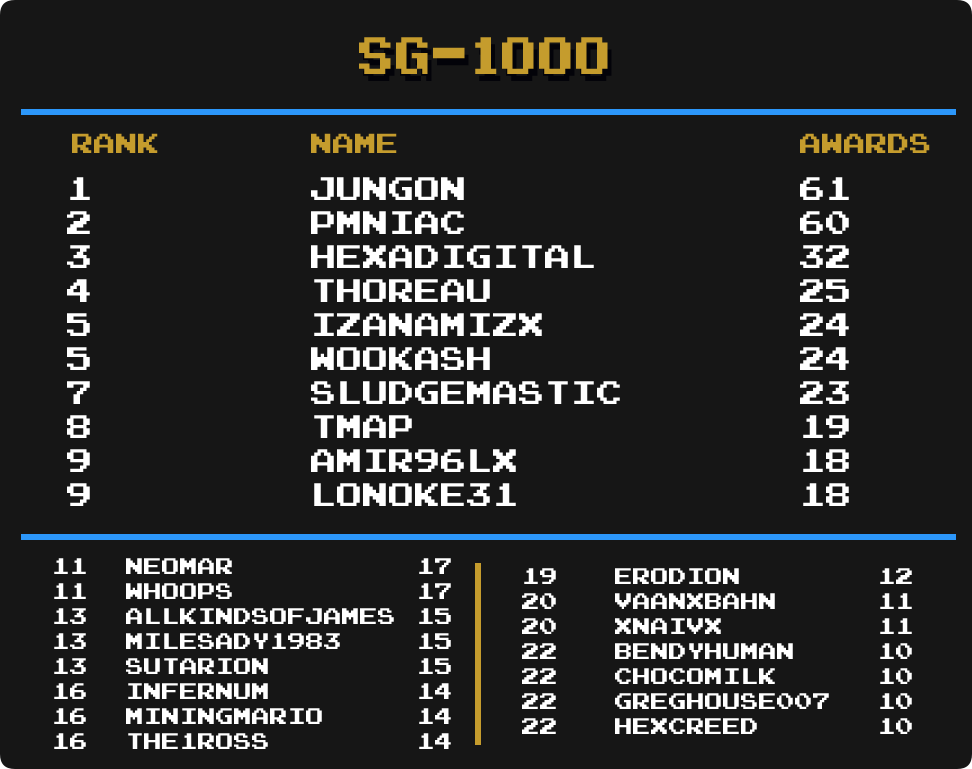 SG-1000
RANK NAME AWARDS
1 JUNGON 61
2 PMNIAC 60
3 HEXADIGITAL 32
4 THOREAU 25
5 IZANAMIZX 24
5 WOOKASH 24
7 SLUDGEMASTIC 23
8 TMAP 19
9 AMIR96LX 18
9 LONOKE31 18
11 NEOMAR 17
11 WHOOPS 17
13 ALLKINDSOFJAMES 15
13 MILESADY1983 15
13 SUTARION 15
16 INFERNUM 14
16 MININGMARIO 14
16 THE1ROSS 14
19 ERODION 12
20 VAANXBAHN 11
20 XNAIVX 11
22 BENDYHUMAN 10
22 CHOCOMILK 10
22 GREGHOUSE007 10
22 HEXCREED 10